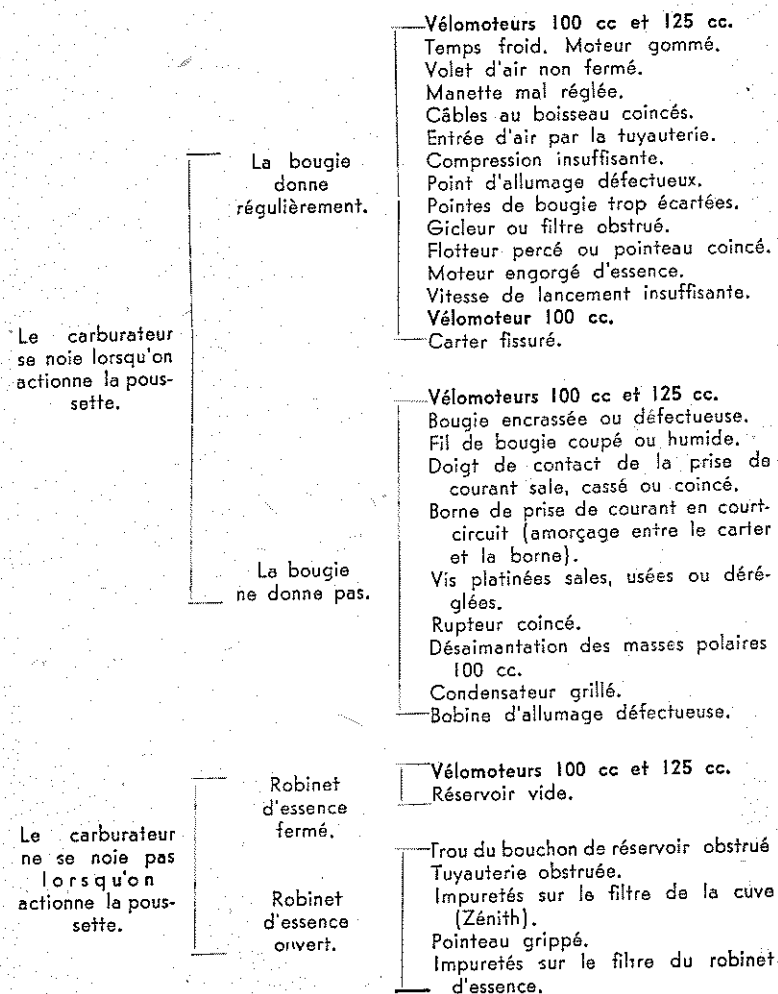 Le carburateur
se noie lorsqu'on
actionne la pous-
sette.
La bougie
donne
régulièrement.
Vélomoteurs 100 cc et 125 cc.
Temps froid. Moteur gommé.
Volet d'air non fermé.
Manette mal réglée.
Câbles au boisseau coincés.
Entrée d'air par la tuyauterie.
Compression insuffisante.
Point d'allumage défectueux.
Pointes de bougie trop écartées.
Gicleur ou filtre obstrué.
Flotteur percé ou pointeau coincé.
Moteur engorgé d'essence.
Vitesse de lancement insuffisante.
Vélomoteur 100 cc.
Carter fissuré.
La bougie
ne donne pas.
Vélomoteurs 100 cc et 125 cc.
Bougie encrassée ou défectueuse.
Fil de bougie coupé ou humide.
Doigt de contact de la prise de
courant sale, cassé ou coincé.
Borne de prise de courant en court-
circuit (amorçage entre le carter
et la borne).
Vis platinées sales, usées ou déré-
glées.
Rupteur coincé.
Désaimantation des masses polaires
100 cc.
Condensateur grillé.
Bobine d'allumage défectueuse.
Le carburateur
ne se noie pas
lorsqu'on
actionne la pous-
sette.
Robinet
d'essence
fermé.
Vélomoteurs 100 cc et 125 cc.
Réservoir vide.
Robinet
d'essence
ouvert.
Trou du bouchon de réservoir obstrué
Tuyauterie obstruée.
Impuretés sur le filtre de la cuve
(Zénith).
Pointeau grippé.
Impuretés sur le filtre du robinet
d'essence.